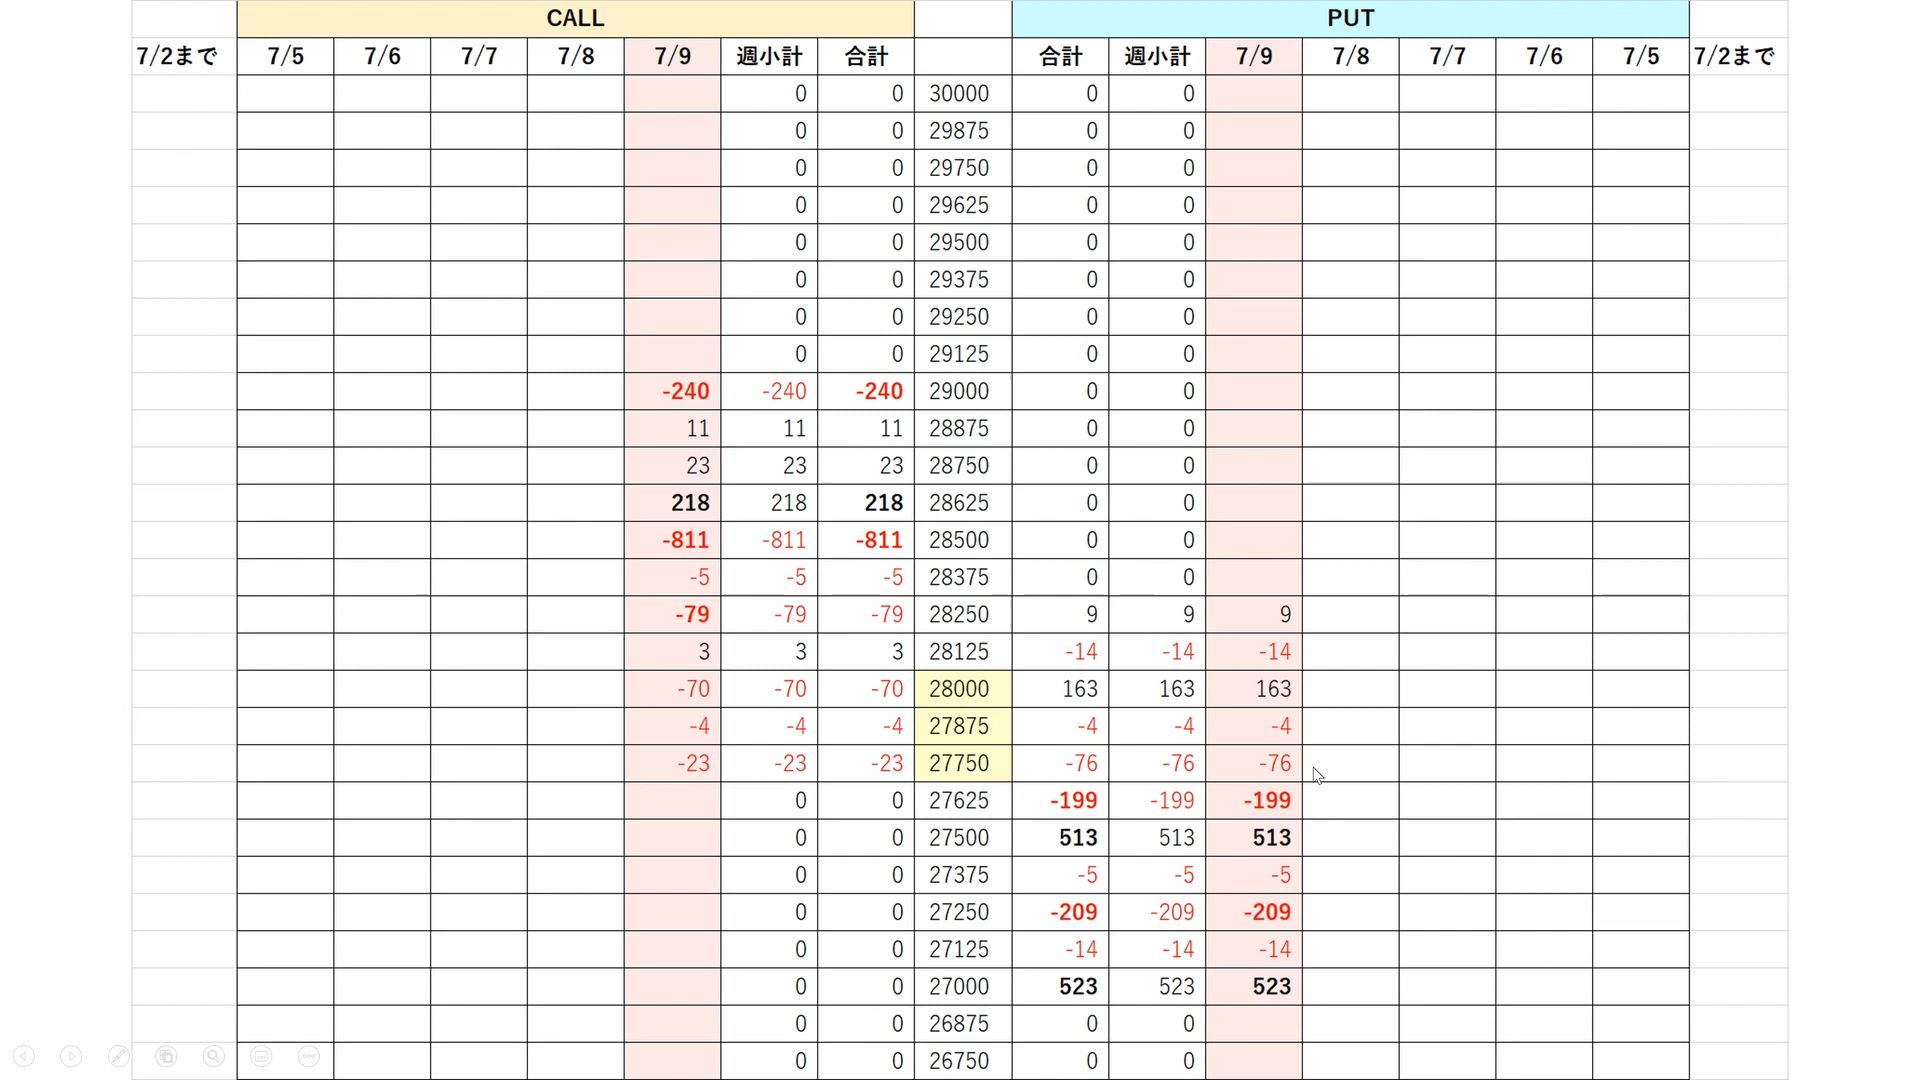 CALL PUT
7/2まで 7/5 7/6 7/7 7/8 7/9 週小計 合計 合計 週小計 7/9 7/8 7/7 7/6 7/5 7/2まで
0 0 30000 0 0
0 0 29875 0 0
0 0 29750 0 0
0 0 29625 0 0
0 0 29500 0 0
0 0 29375 0 0
0 0 29250 0 0
0 0 29125 0 0
-240 -240 -240 29000 0 0
11 11 11 28875 0 0
23 23 23 28750 0 0
218 218 218 28625 0 0
-811 -811 -811 28500 0 0
-5 -5 -5 28375 0 0
-79 -79 -79 28250 9 9 9
3 3 3 28125 -14 -14 -14
-70 -70 -70 28000 163 163 163
-4 -4 -4 27875 -4 -4 -4
-23 -23 -23 27750 -76 -76 -76
0 0 27625 -199 -199 -199
0 0 27500 513 513 513
0 0 27375 -5 -5 -5
0 0 27250 -209 -209 -209
0 0 27125 -14 -14 -14
0 0 27000 523 523 523
0 0 26875 0 0
0 0 26750 0 0